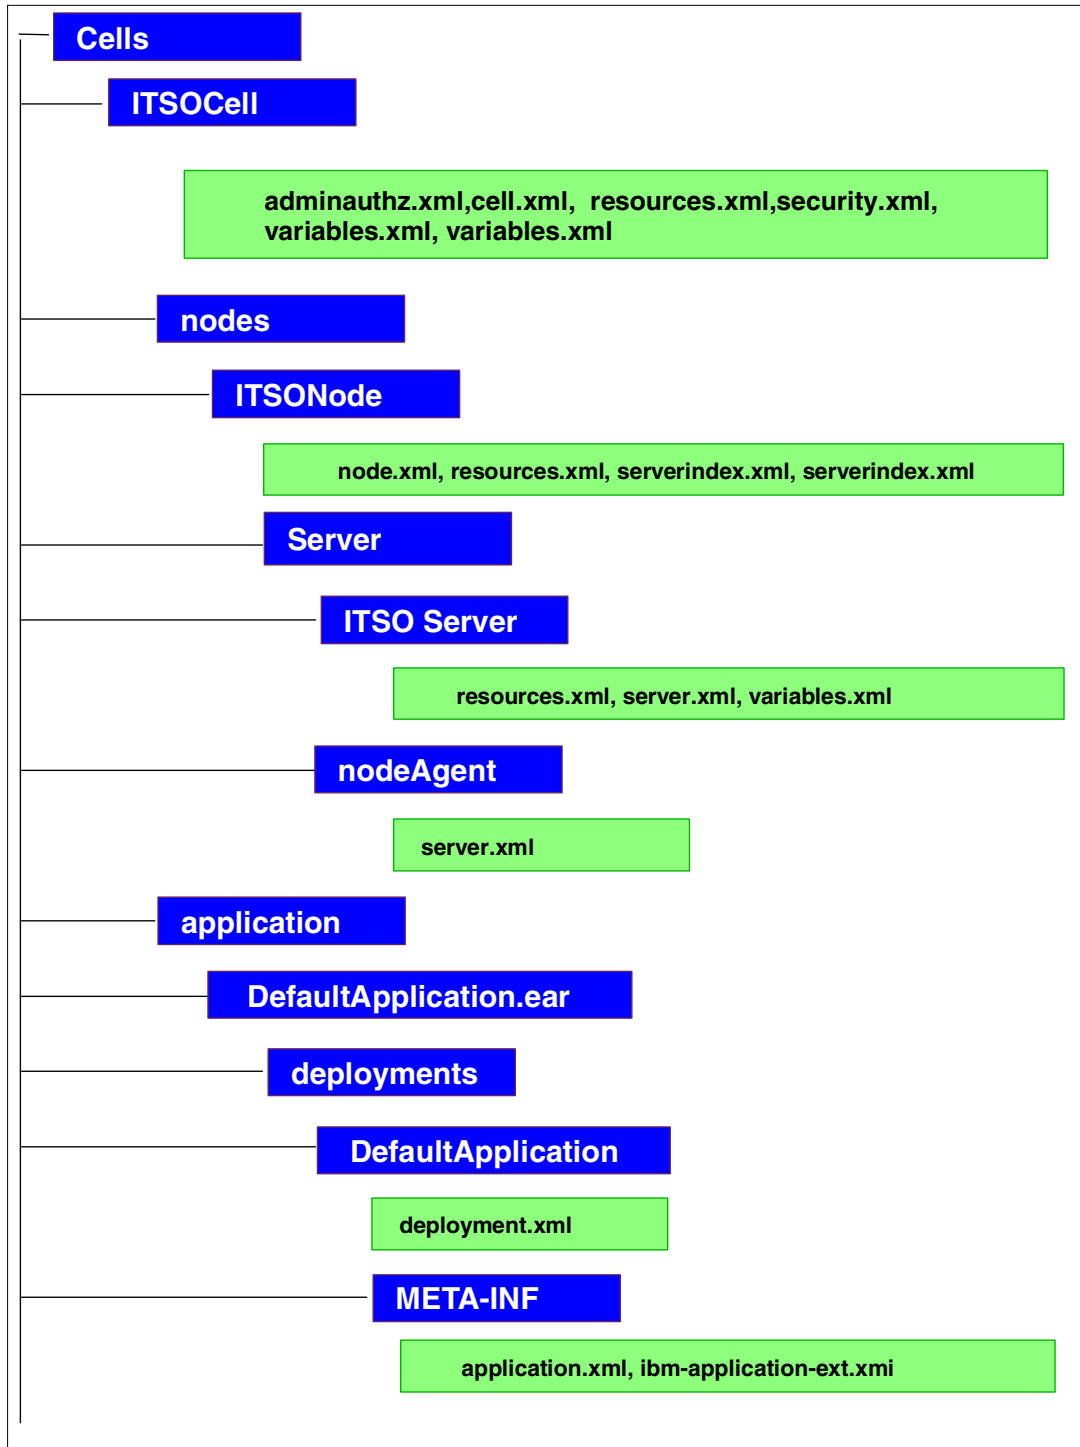 Cells
ITSOCell
adminauthz.xml,cell.xml, resources.xml,security.xml,
variables.xml, variables.xml
nodes
ITSONode
node.xml, resources.xml, serverindex.xml, serverindex.xml
Server
ITSO Server
resources.xml, server.xml, variables.xml
nodeAgent
server.xml
application
DefaultApplication.ear
deployments
DefaultApplication
deployment.xml
META-INF
application.xml, ibm-application-ext.xmi